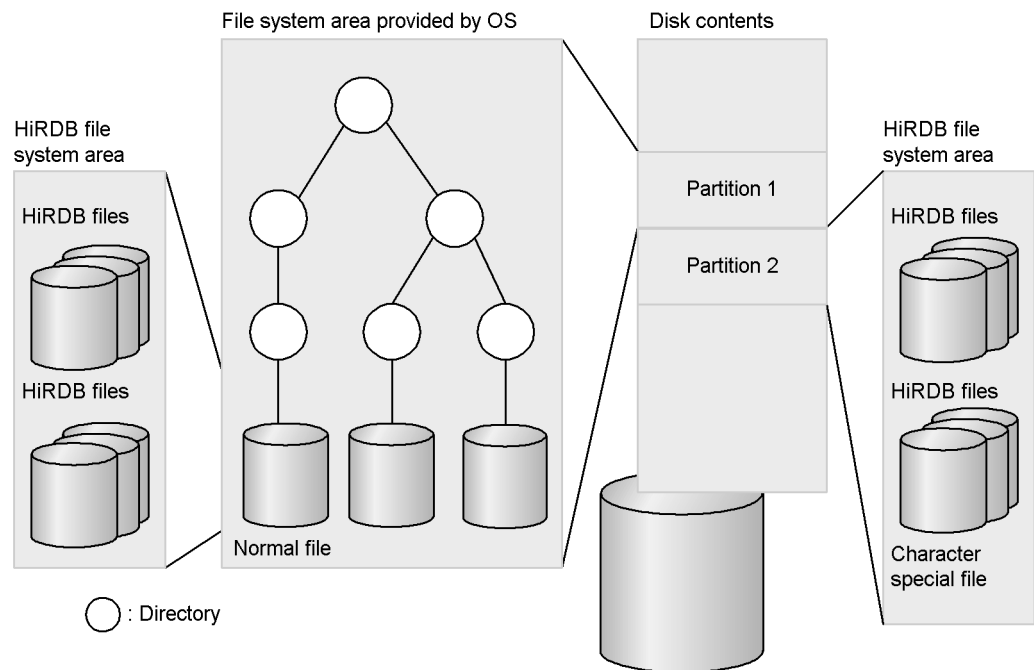 File system area provided by OS
Disk contents
HiRDB file
system area
HiRDB files
HiRDB files
Normal file
: Directory
Partition 1
Partition 2
HiRDB file
system area
HiRDB files
HiRDB files
Character
special file